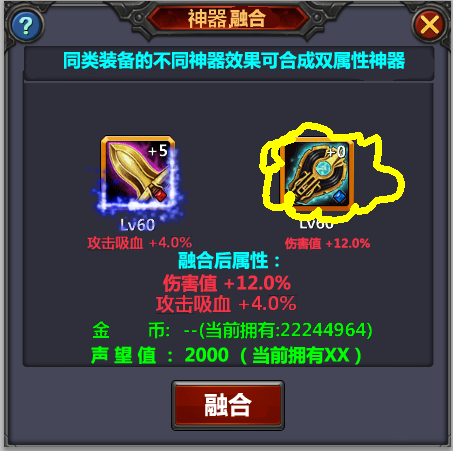 神器融合
?
同类装备的不同神器效果可合成双属性神器
+5 +0
Lv60 Lv60
攻击吸血 +4.0% 伤害值 +12.0%
融合后属性：
伤害值 +12.0%
攻击吸血 +4.0%
金 币: --(当前拥有:22244964)
声 望 值 ： 2000 （ 当前拥有XX ）
融合